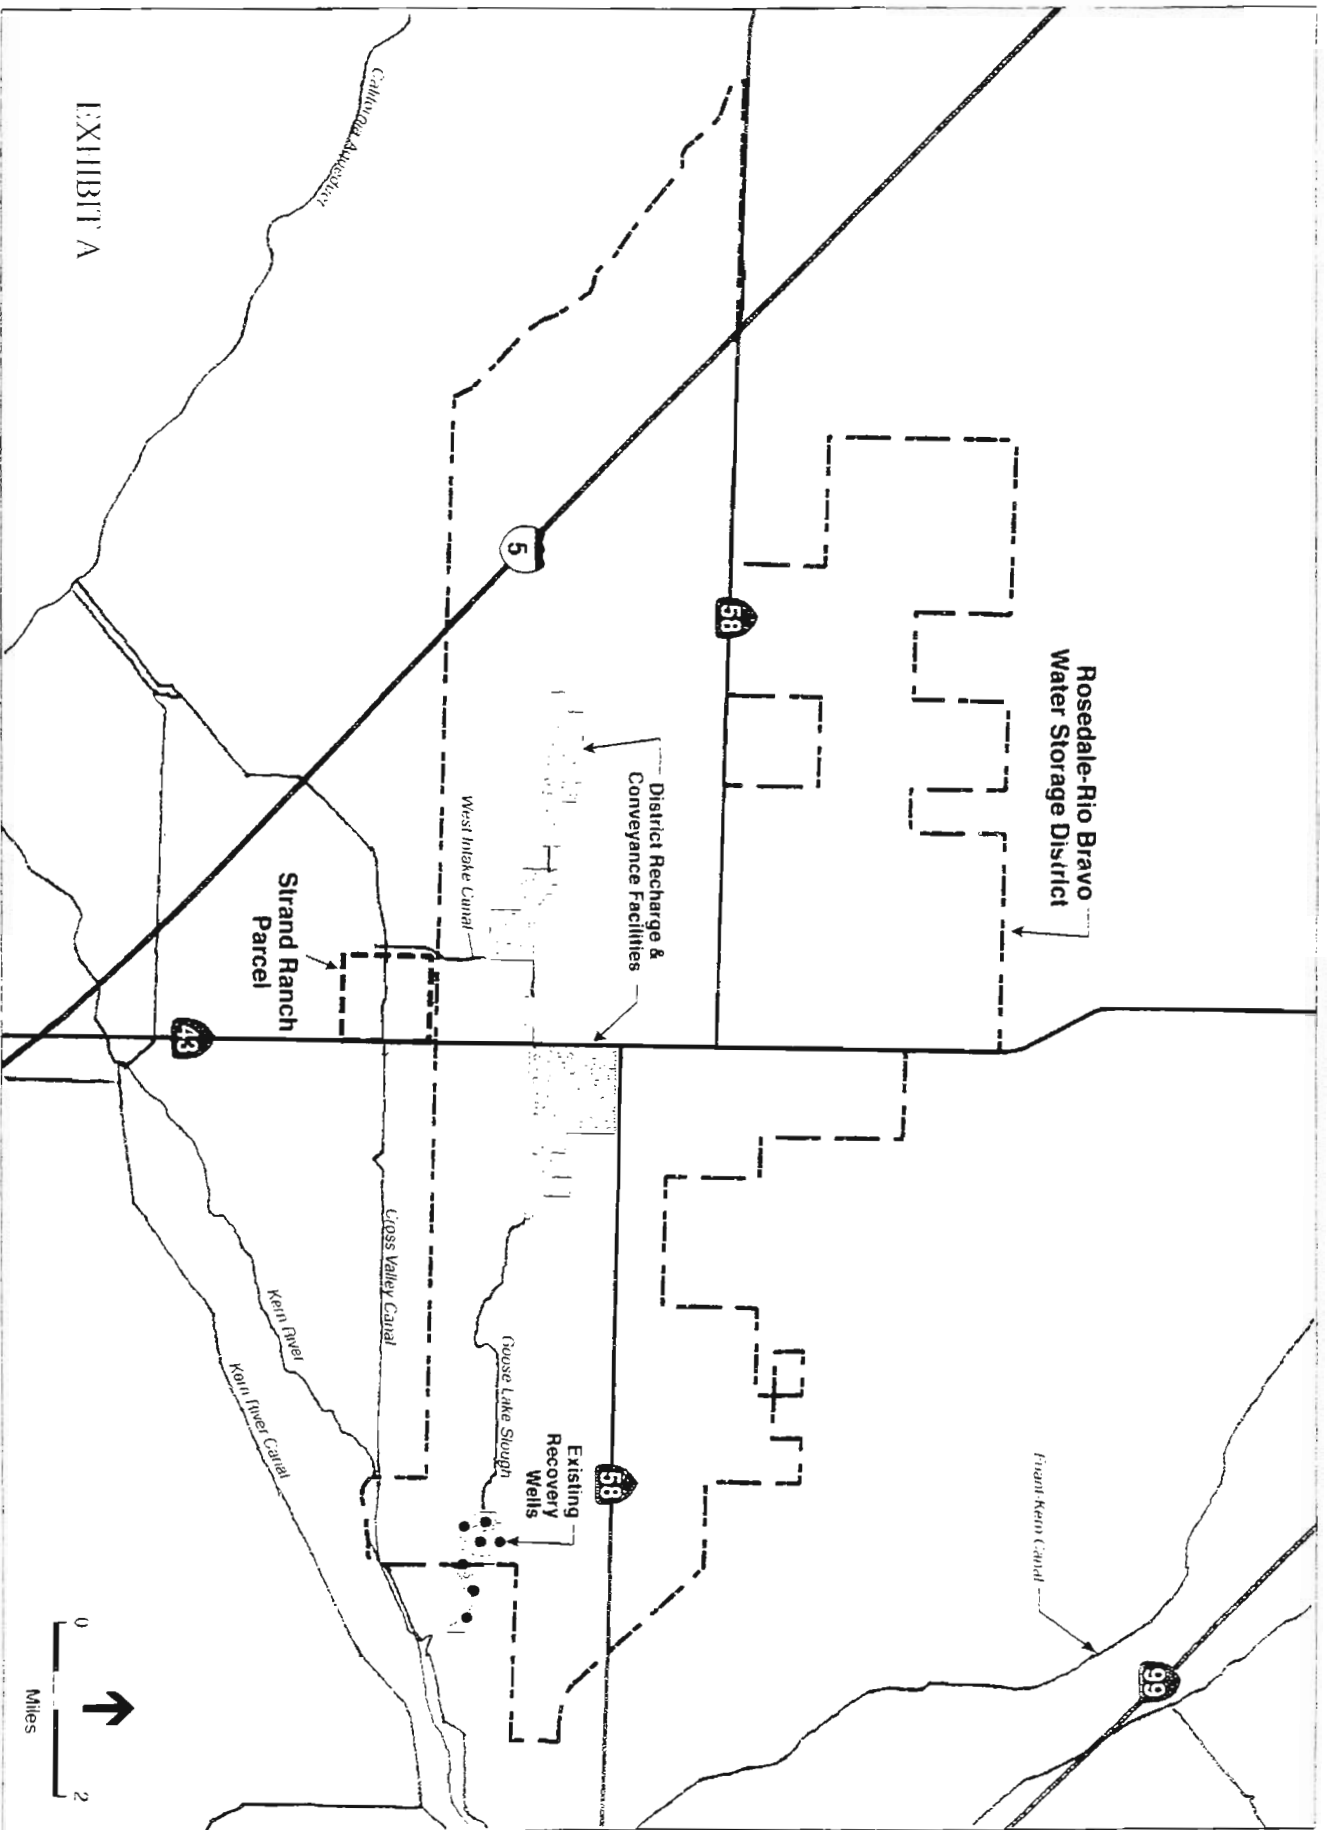 Rosedale-Rio Bravo
Water Storage District
58
5
District Recharge &
Conveyance Facilities
West Intake Canal
Strand Ranch
Parcel
43
California Aqueduct
EXHIBIT A
99
Friant-Kern Canal
58
Existing
Recovery
Wells
Goose Lake Slough
Cross Valley Canal
Kern River
Kern River Canal
0
2
Miles